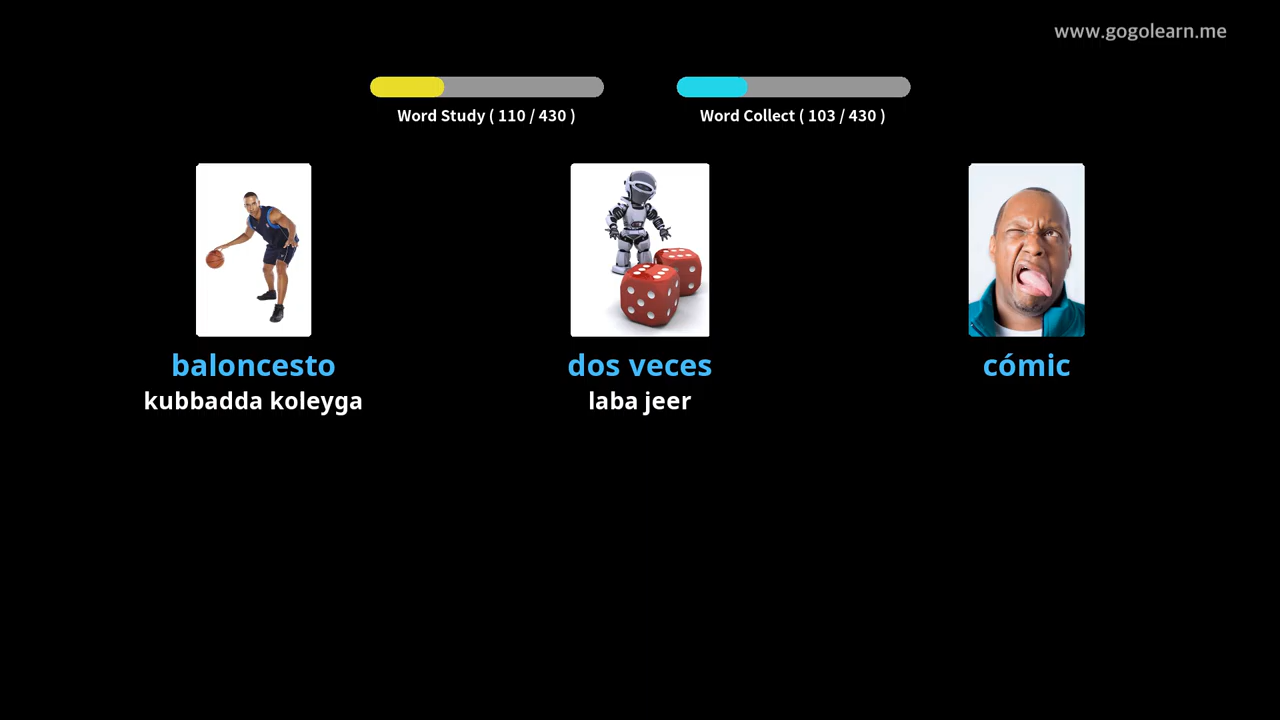 www.gogolearn.me
Word Study ( 110 / 430 )
Word Collect ( 103 / 430 )
baloncesto
kubbadda koleyga
dos veces
laba jeer
cómic